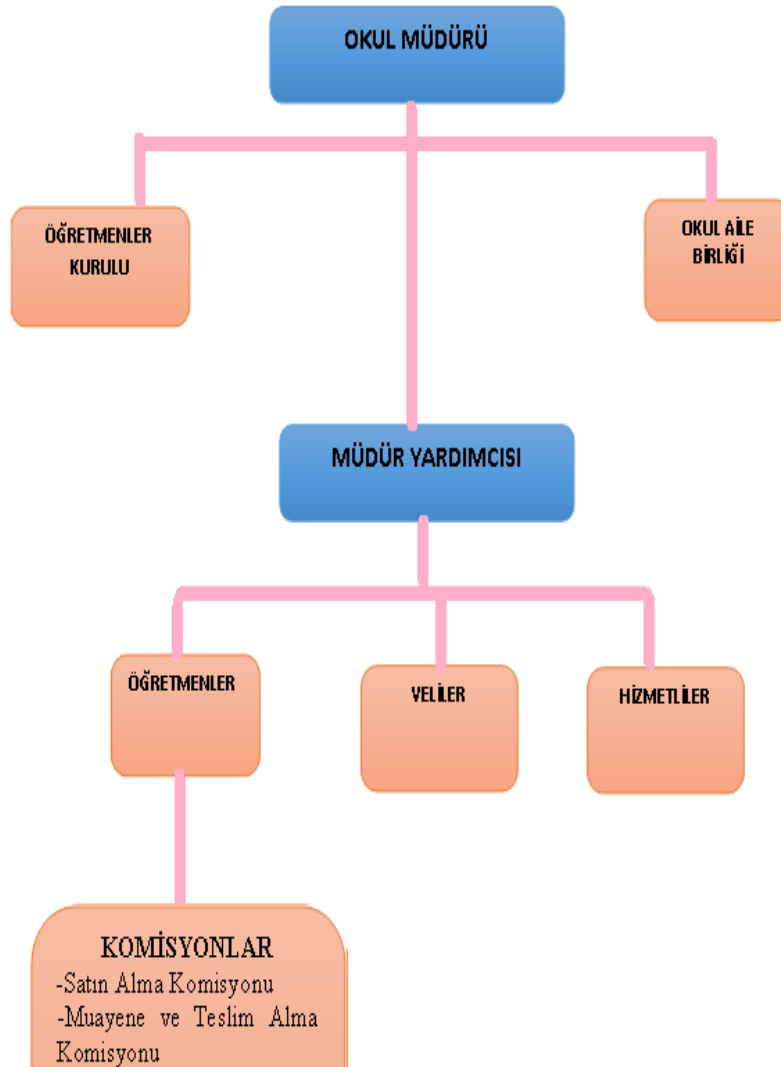 OKUL MÜDÜRÜ
ÖĞRETMENLER
KURULU
OKUL AİLE
BİRLİĞİ
MÜDÜR YARDIMCISI
ÖĞRETMENLER
VELİLER
HİZMETLİLER
KOMİSYONLAR
-Satın Alma Komisyonu
-Muayene ve Teslim Alma
Komisyonu